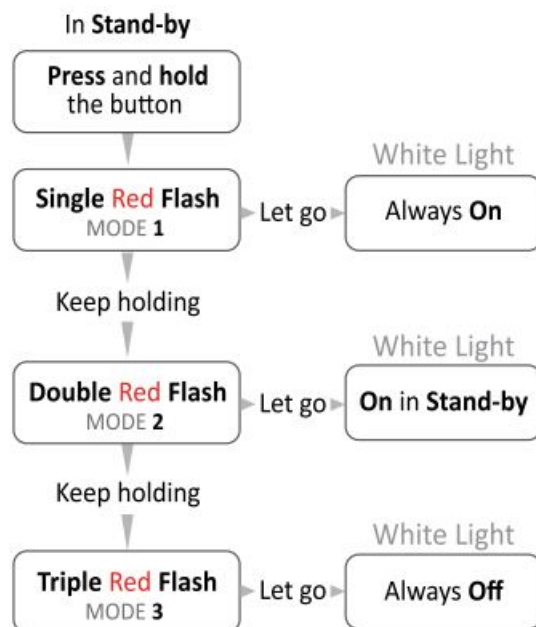 In Stand-by
Press and hold
the button
White Light
Single Red Flash
MODE 1
Let go
Always On
Keep holding
White Light
Double Red Flash
MODE 2
Let go
On in Stand-by
Keep holding
White Light
Triple Red Flash
MODE 3
Let go
Always Off